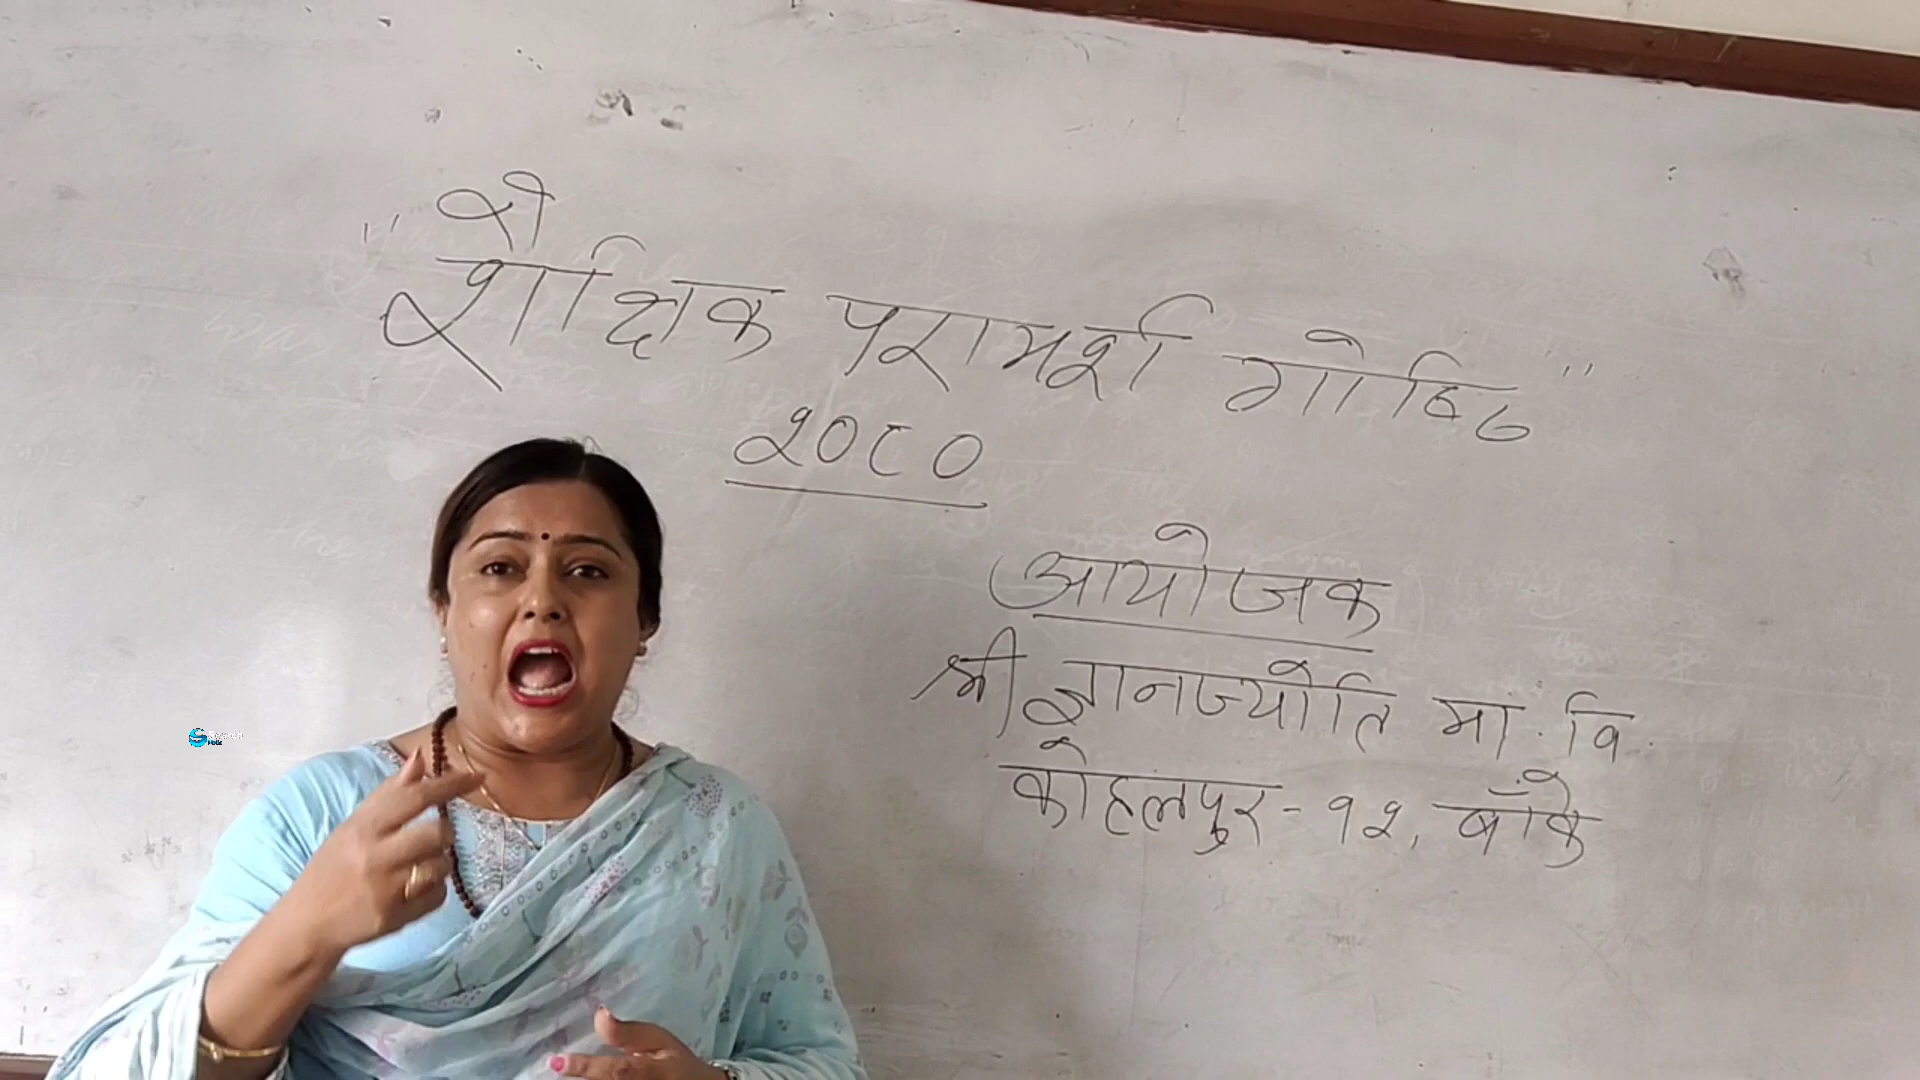 "शैक्षिक परामर्श गोष्ठि"
२०८०
आयोजक
श्री ज्ञानज्योति मा. वि.
कोहलपुर - १२, बाँके